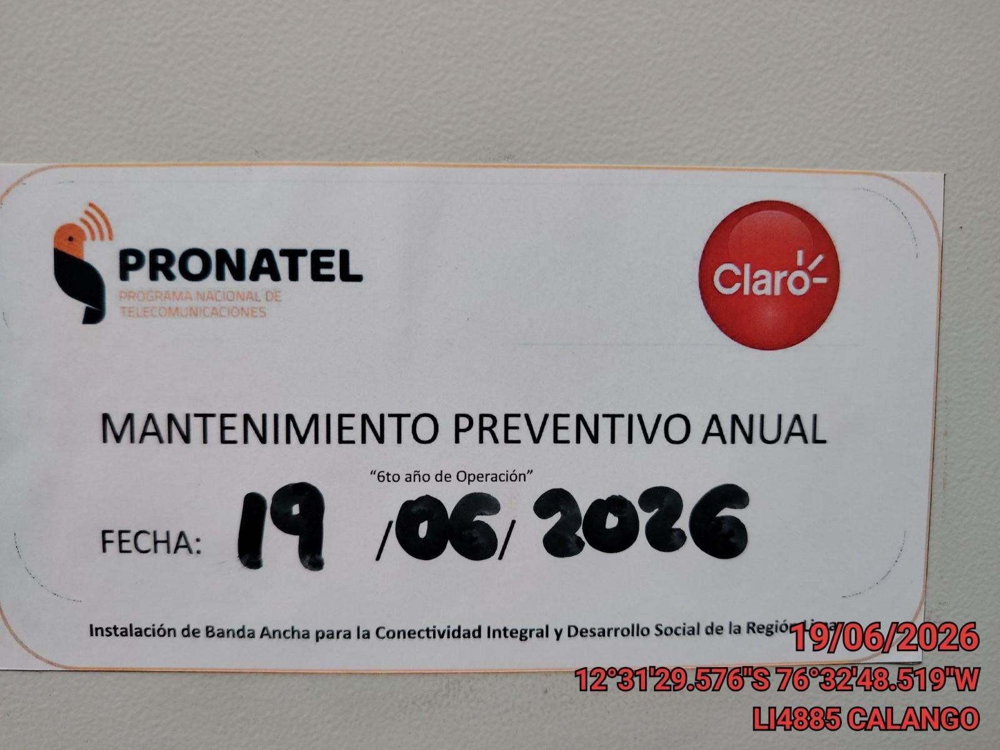 PRONATEL
PROGRAMA NACIONAL DE
TELECOMUNICACIONES
Claro
MANTENIMIENTO PREVENTIVO ANUAL
“6to año de Operación”
FECHA: 19 /06/ 2026
Instalación de Banda Ancha para la Conectividad Integral y Desarrollo Social de la Región Lima
19/06/2026
12°31'29.576"S 76°32'48.519"W
LI4885 CALANGO